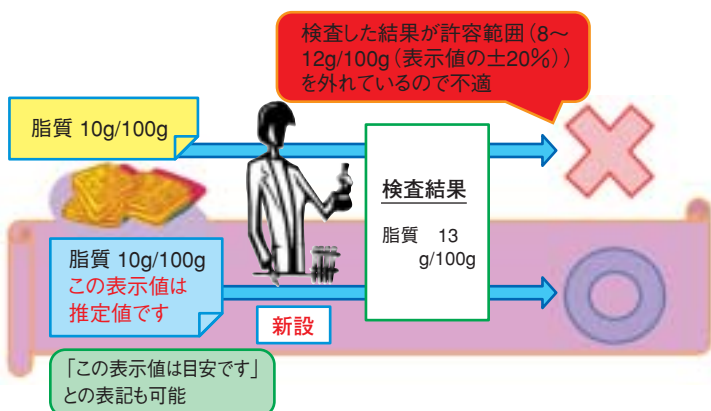 検査した結果が許容範囲(8～
12g/100g(表示値の±20%))
を外れているので不適
脂質 10g/100g
検査結果
脂質　13
g/100g
脂質 10g/100g
この表示値は
推定値です
新設
「この表示値は目安です」
との表記も可能